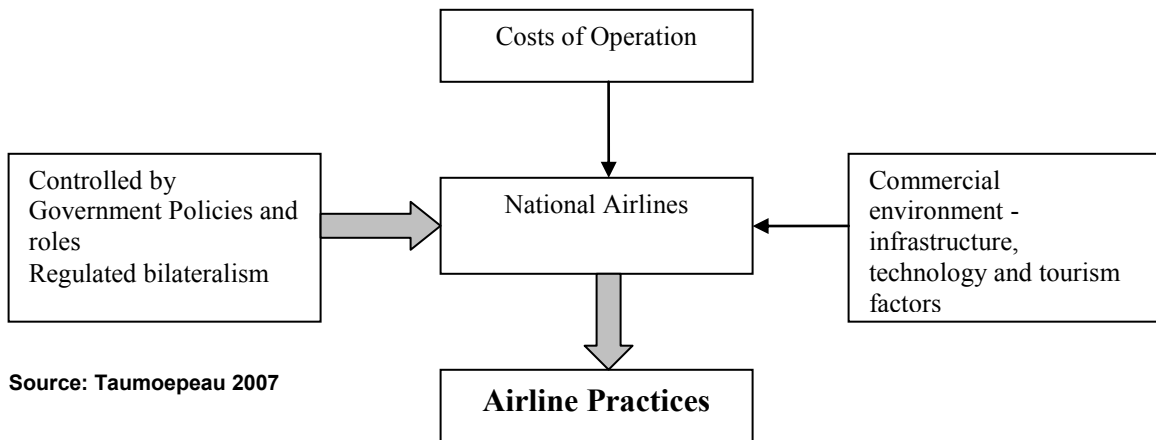 Costs of Operation
Controlled by
Government Policies and
roles
Regulated bilateralism
National Airlines
Commercial
environment -
infrastructure,
technology and tourism
factors
Source: Taumoepeau 2007
Airline Practices